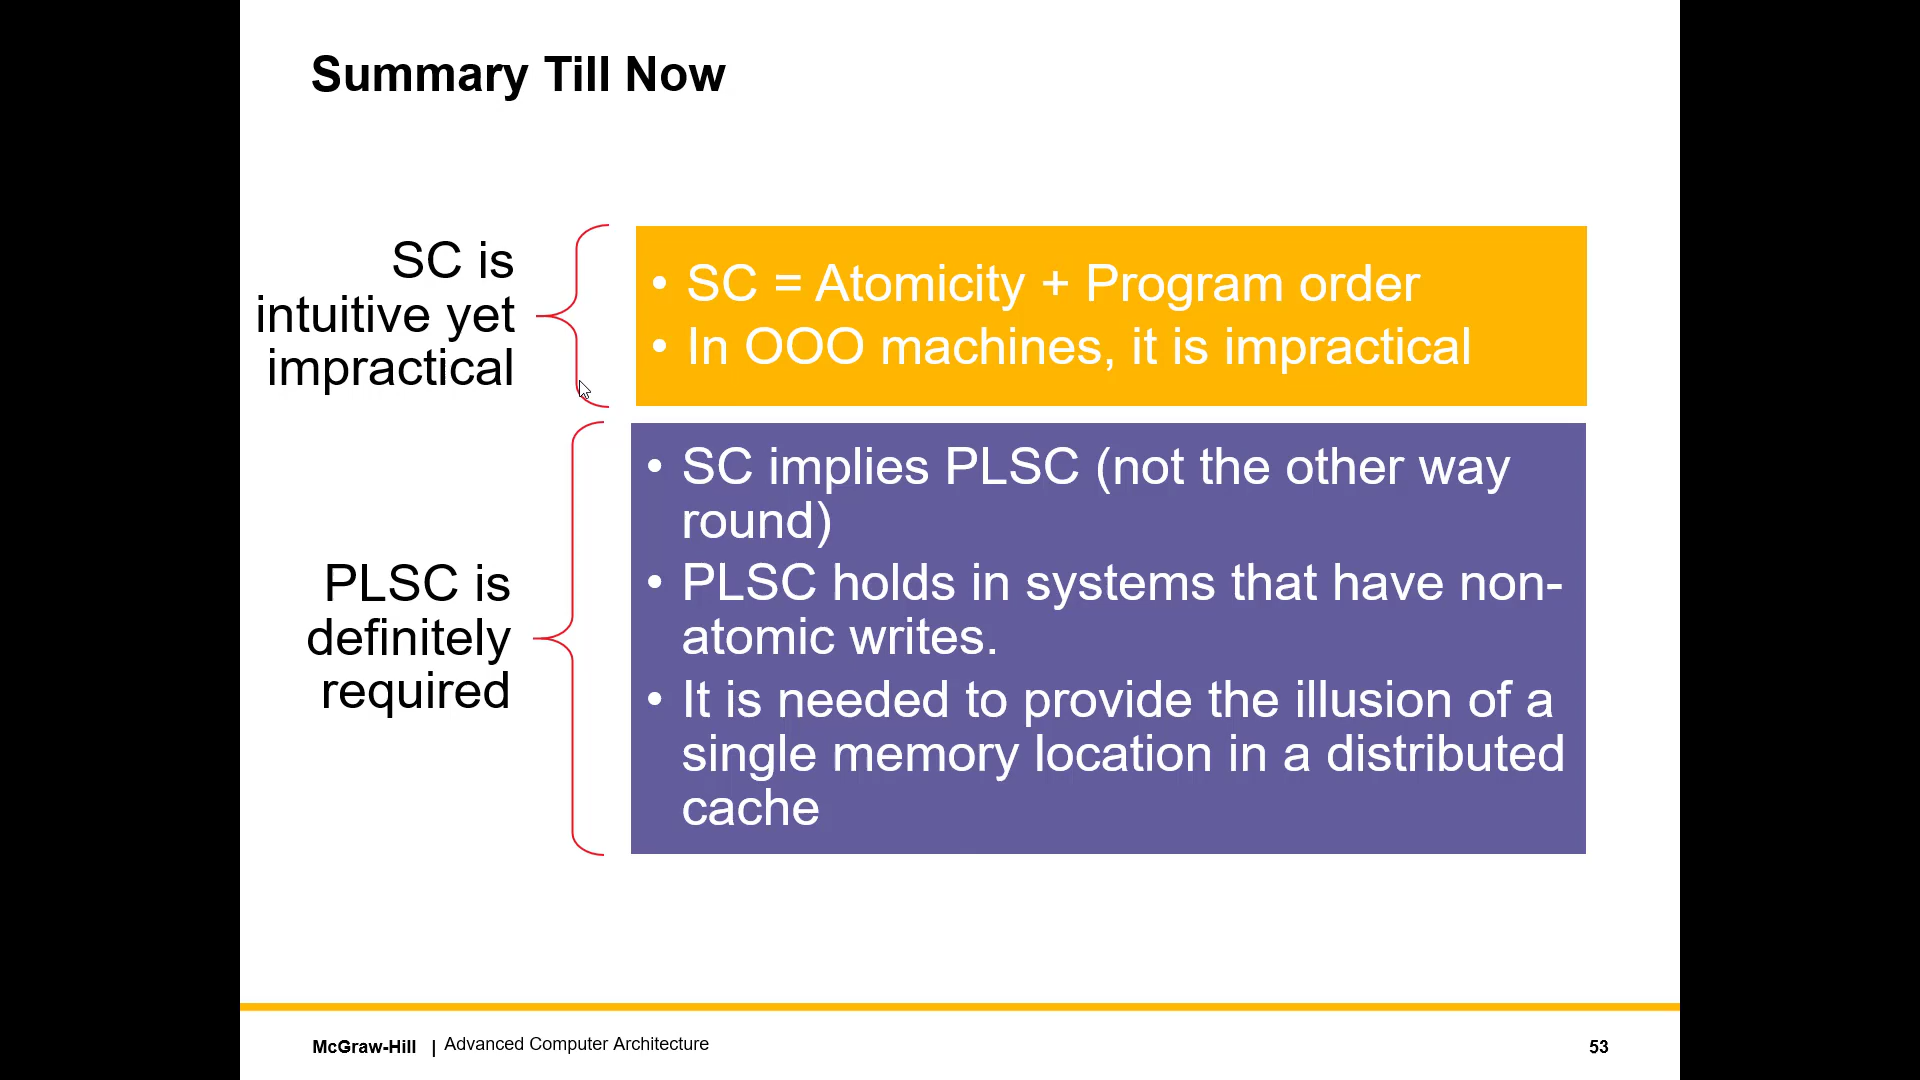 Summary Till Now
SC is
intuitive yet
impractical
• SC = Atomicity + Program order
• In OOO machines, it is impractical
PLSC is
definitely
required
• SC implies PLSC (not the other way
round)
• PLSC holds in systems that have non-
atomic writes.
• It is needed to provide the illusion of a
single memory location in a distributed
cache
McGraw-Hill | Advanced Computer Architecture
53